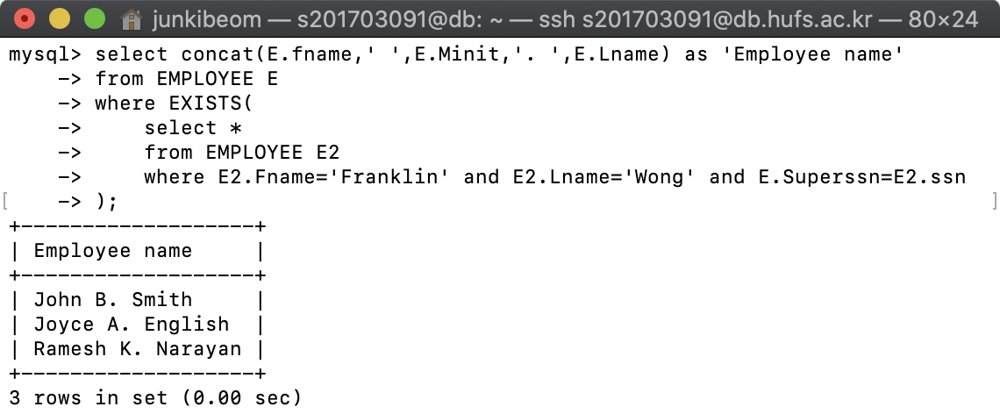 junkibeom — s201703091@db: ~ — ssh s201703091@db.hufs.ac.kr — 80×24
mysql> select concat(E.fname,' ',E.Minit,'. ',E.Lname) as 'Employee name'
    -> from EMPLOYEE E
    -> where EXISTS(
    ->     select *
    ->     from EMPLOYEE E2
    ->     where E2.Fname='Franklin' and E2.Lname='Wong' and E.Superssn=E2.ssn
[    -> );                                                                      ]
+-------------------+
| Employee name     |
+-------------------+
| John B. Smith     |
| Joyce A. English  |
| Ramesh K. Narayan |
+-------------------+
3 rows in set (0.00 sec)